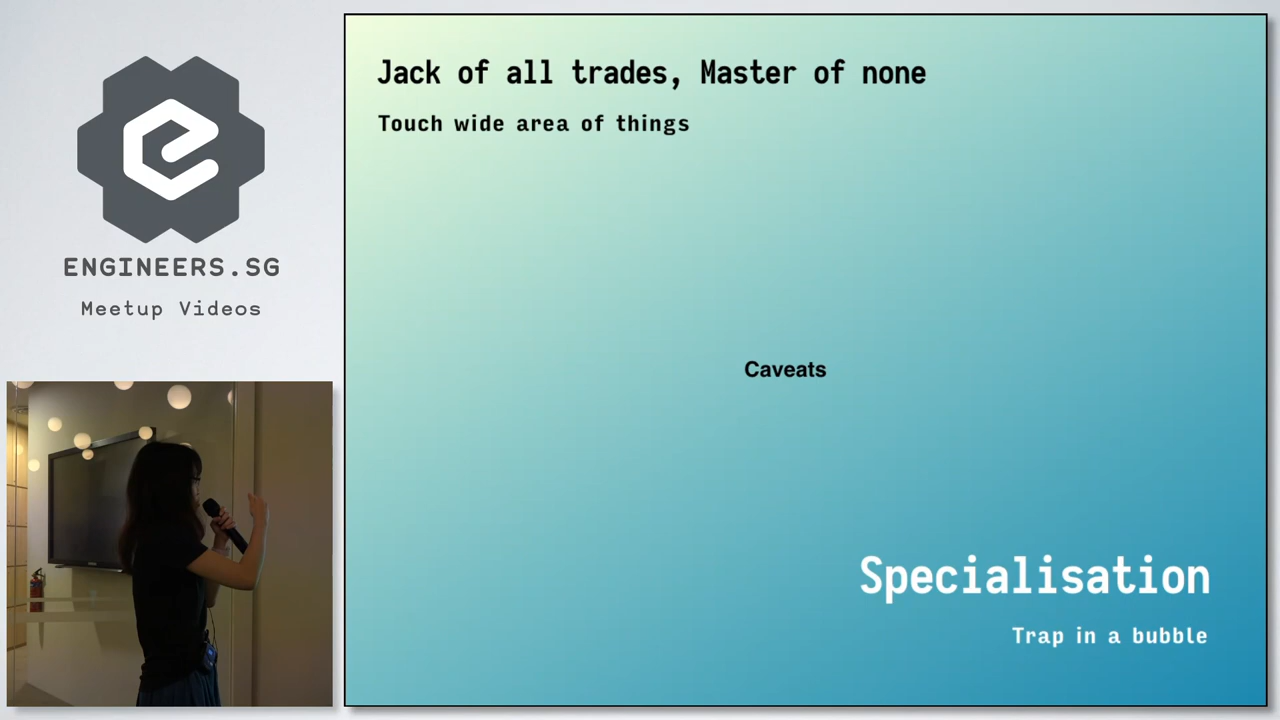 ENGINEERS.SG
Meetup Videos
Jack of all trades, Master of none
Touch wide area of things
Caveats
Specialisation
Trap in a bubble